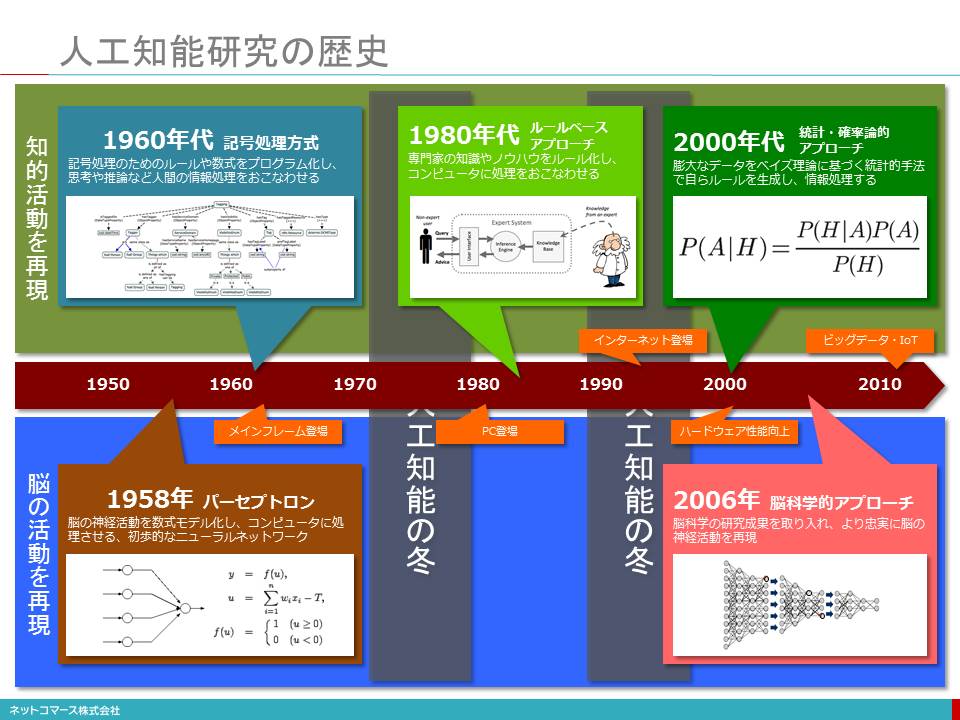 人工知能研究の歴史
知的活動を再現
1960年代 記号処理方式
記号処理のためのルールや数式をプログラム化し、
思考や推論など人間の情報処理をおこなわせる
1980年代 ルールベース
アプローチ
専門家の知識やノウハウをルール化し、
コンピュータに処理をおこなわせる
Non-expert
user
Query
Advice
Expert System
User Interface
Inference
Engine
Knowledge
Base
Knowledge
from an expert
2000年代 統計・確率論的
アプローチ
膨大なデータをベイズ理論に基づく統計的手法
で自らルールを生成し、情報処理する
P(A|H) = P(H|A)P(A)
P(H)
インターネット登場
ビッグデータ・IoT
1950 1960 1970 1980 1990 2000 2010
メインフレーム登場
PC登場
ハードウェア性能向上
人工知能の冬
人工知能の冬
脳の活動を再現
1958年 パーセプトロン
脳の神経活動を数式モデル化し、コンピュータに処
理させる、初歩的なニューラルネットワーク
y = f(u),
u = n∑i=1 wixi − T,
f(u) = { 1 (u ≥ 0)
0 (u < 0)
2006年 脳科学的アプローチ
脳科学の研究成果を取り入れ、より忠実に脳の
神経活動を再現
ネットコマース株式会社